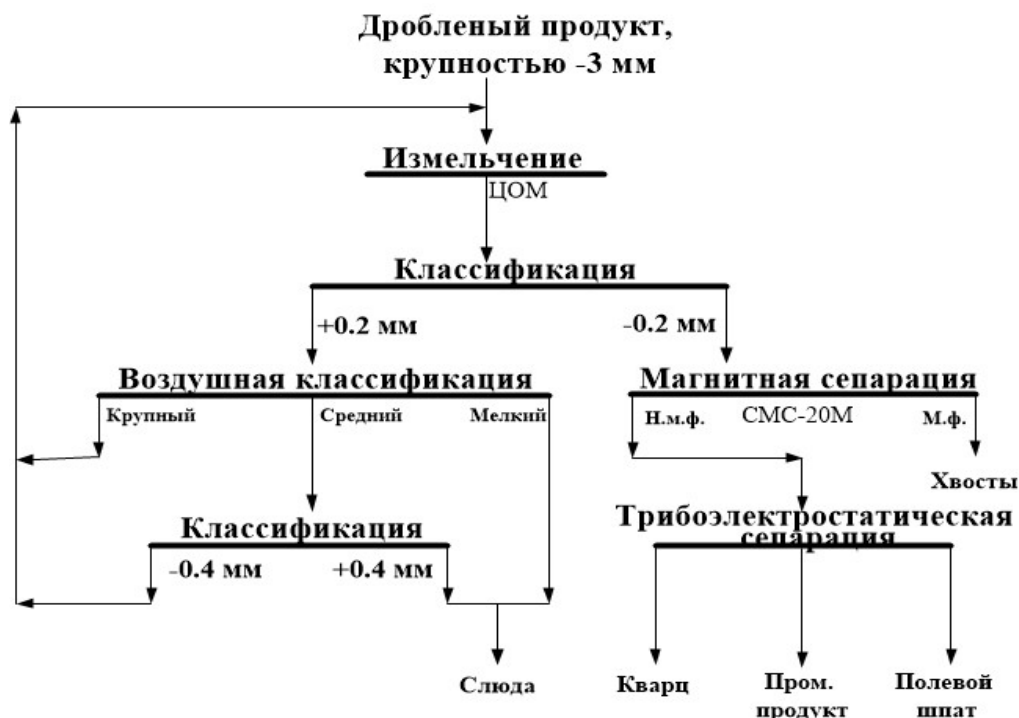 Дробленый продукт,
крупностью -3 мм
Измельчение
ЦОМ
Классификация
+0.2 мм
-0.2 мм
Воздушная классификация
Крупный
Средний
Мелкий
Магнитная сепарация
Н.м.ф.
СМС-20М
М.ф.
Хвосты
Классификация
-0.4 мм
+0.4 мм
Трибоэлектростатическая
сепарация
Слюда
Кварц
Пром.
продукт
Полевой
шпат